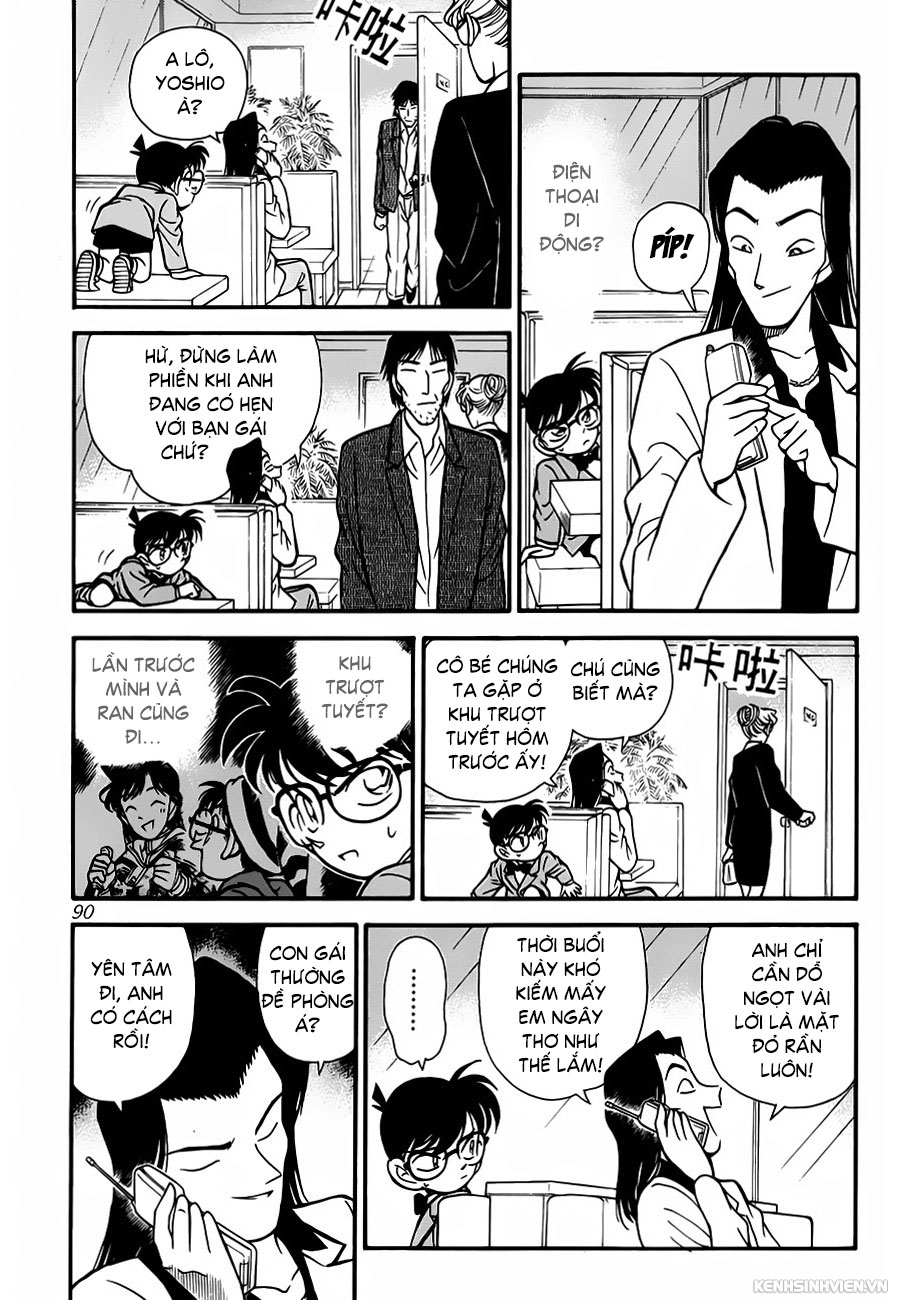 ĐIỆN
THOẠI
DI
ĐỘNG?
PÍP!
咔啦
A LÔ,
YOSHIO
À?
HỪ, ĐỪNG LÀM
PHIỀN KHI ANH
ĐANG CÓ HẸN
VỚI BẠN GÁI
CHỨ?
咔啦
CHÚ CŨNG
BIẾT MÀ?
CÔ BÉ CHÚNG
TA GẶP Ở
KHU TRƯỢT
TUYẾT HÔM
TRƯỚC ẤY!
KHU
TRƯỢT
TUYẾT?
LẦN TRƯỚC
MÌNH VÀ
RAN CŨNG
ĐI...
90
ANH CHỈ
CẦN DỖ
NGỌT VÀI
LỜI LÀ MẶT
ĐỎ RẦN
LUÔN!
THỜI BUỔI
NÀY KHÓ
KIẾM MẤY
EM NGÂY
THƠ NHƯ
THẾ LẮM!
.........
CON GÁI
THƯỜNG
ĐỀ PHÒNG
Á?
YÊN TÂM
ĐI, ANH
CÓ CÁCH
RỒI!
KENHSINHVIEN.VN